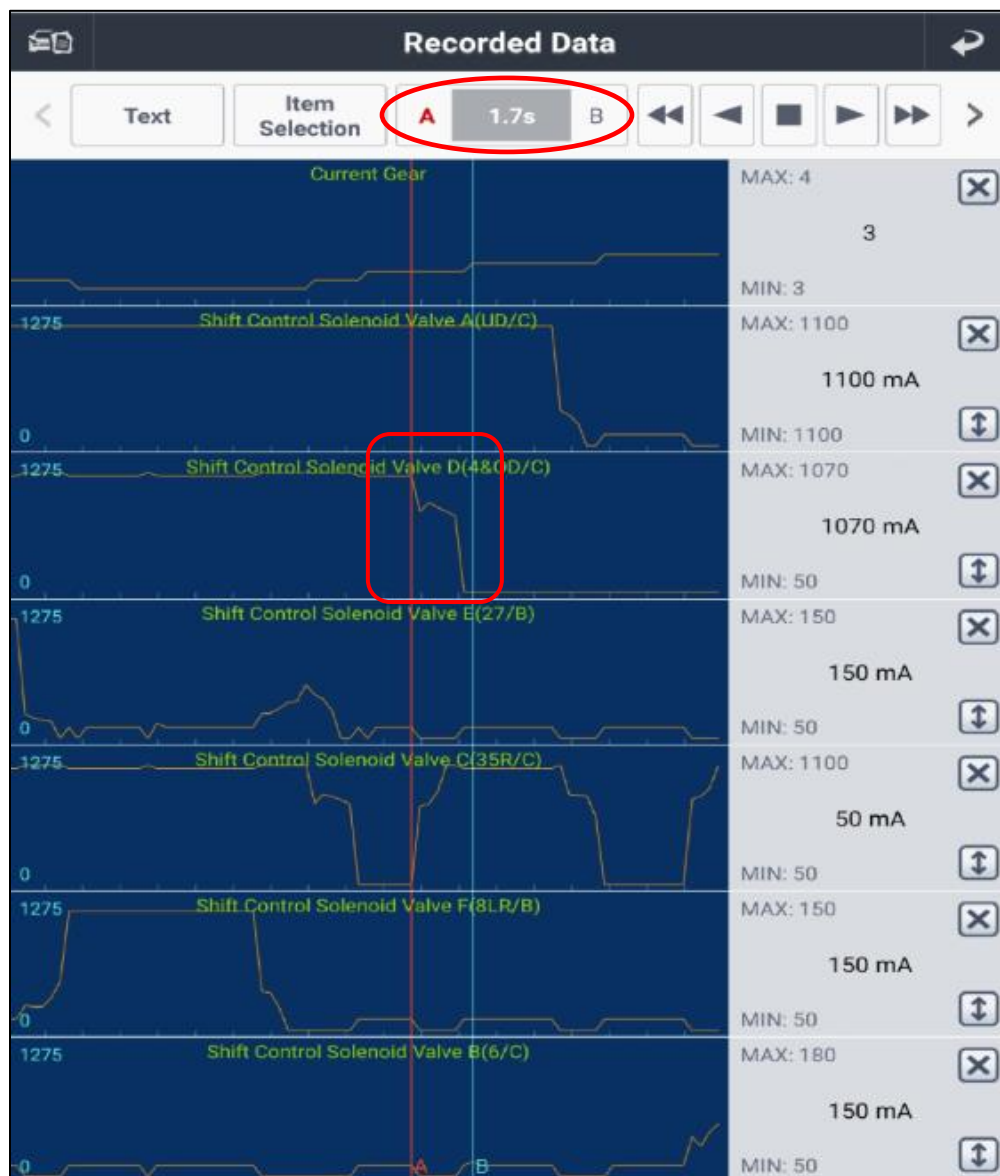 Recorded Data
Text
Item
Selection
A
1.7s
B
Current Gear
MAX: 4
3
MIN: 3
1275
Shift Control Solenoid Valve A(UD/C)
MAX: 1100
1100 mA
0
MIN: 1100
1275
Shift Control Solenoid Valve D(4&OD/C)
MAX: 1070
1070 mA
0
MIN: 50
1275
Shift Control Solenoid Valve E(27/B)
MAX: 150
150 mA
0
MIN: 50
1275
Shift Control Solenoid Valve C(35R/C)
MAX: 1100
50 mA
0
MIN: 50
1275
Shift Control Solenoid Valve F(8LR/B)
MAX: 150
150 mA
0
MIN: 50
1275
Shift Control Solenoid Valve B(6/C)
MAX: 180
150 mA
0
A
B
MIN: 50